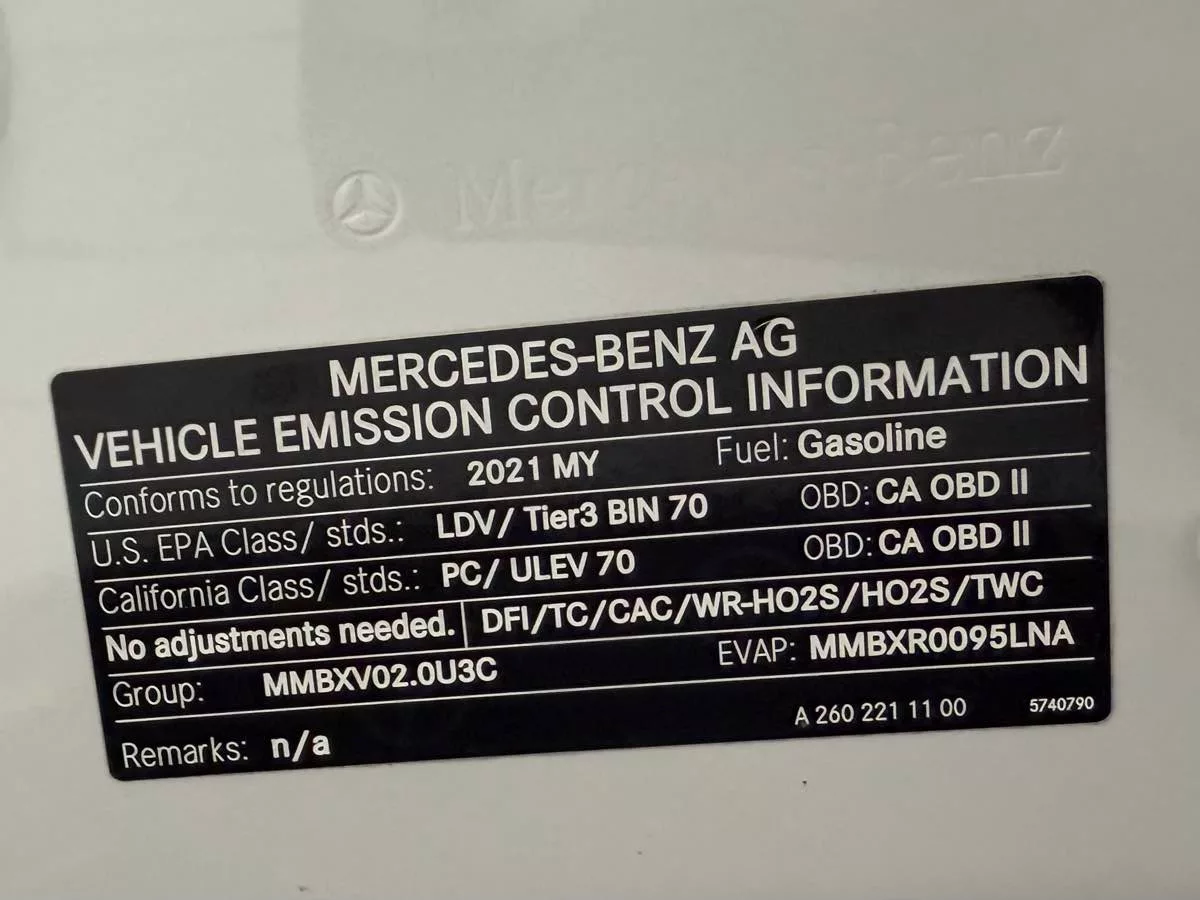 Mercedes-Benz
MERCEDES-BENZ AG
VEHICLE EMISSION CONTROL INFORMATION
Conforms to regulations: 2021 MY Fuel: Gasoline
U.S. EPA Class/ stds.: LDV/ Tier3 BIN 70 OBD: CA OBD II
California Class/ stds.: PC/ ULEV 70 OBD: CA OBD II
No adjustments needed. DFI/TC/CAC/WR-HO2S/HO2S/TWC
Group: MMBXV02.0U3C EVAP: MMBXR0095LNA
Remarks: n/a A 260 221 11 00 5740790